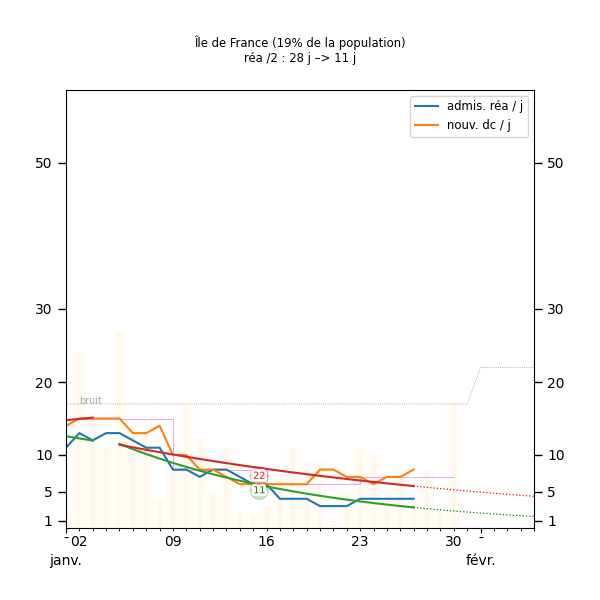 Île de France (19% de la population)
réa /2 : 28 j –> 11 j
admis. réa / j
nouv. dc / j
50 50
30 30
20 20
bruit
10 10
22
11
5 5
1 1
02 09 16 23 30
janv. févr.